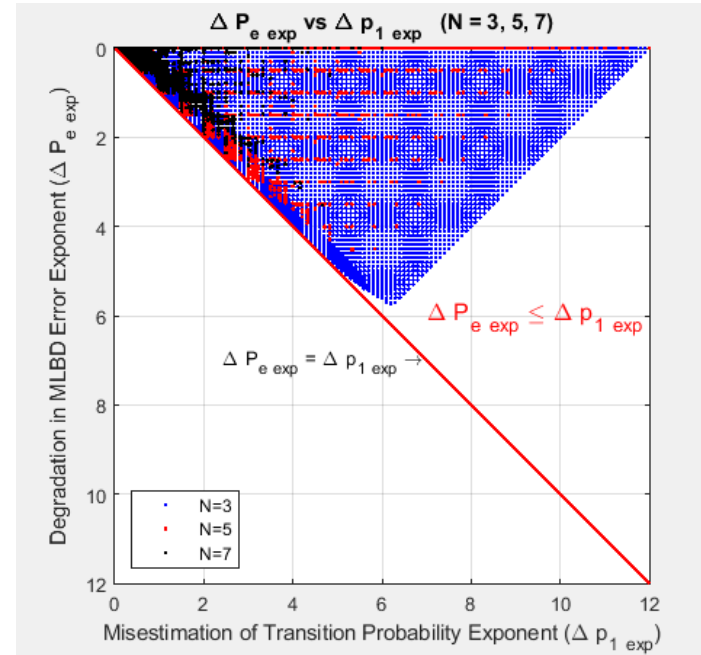 Δ P_e exp vs Δ p_1 exp (N = 3, 5, 7)
Degradation in MLBD Error Exponent (Δ P_e exp)
0
2
4
6
8
10
12
Δ P_e exp ≤ Δ p_1 exp
Δ P_e exp = Δ p_1 exp →
N=3
N=5
N=7
0 2 4 6 8 10 12
Misestimation of Transition Probability Exponent (Δ p_1 exp)